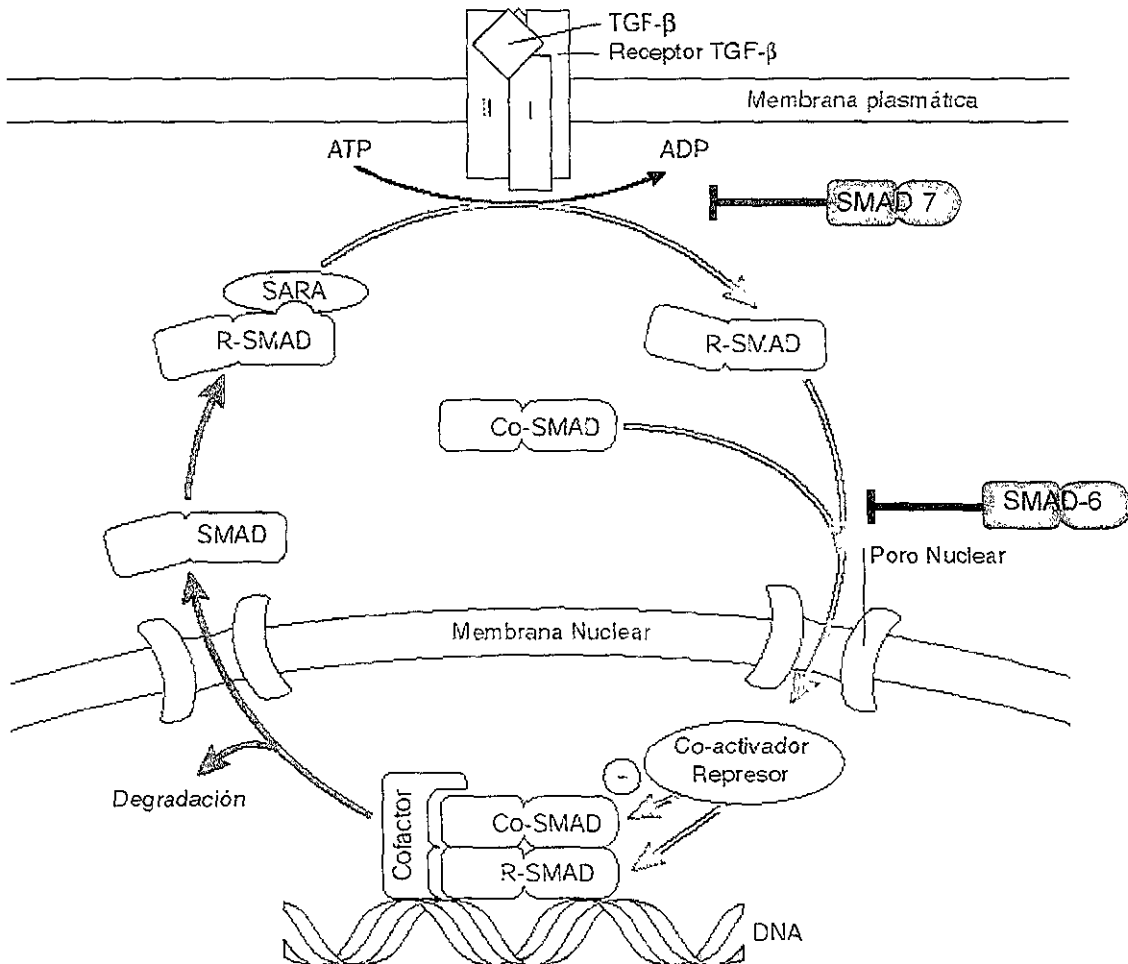 TGF-β
Receptor TGF-β
Membrana plasmática
II
I
ATP
ADP
SMAD 7
SARA
R-SMAD
R-SMAD
Co-SMAD
SMAD
SMAD-6
Poro Nuclear
Membrana Nuclear
Co-activador
Represor
-
Degradación
Cofactor
Co-SMAD
R-SMAD
DNA